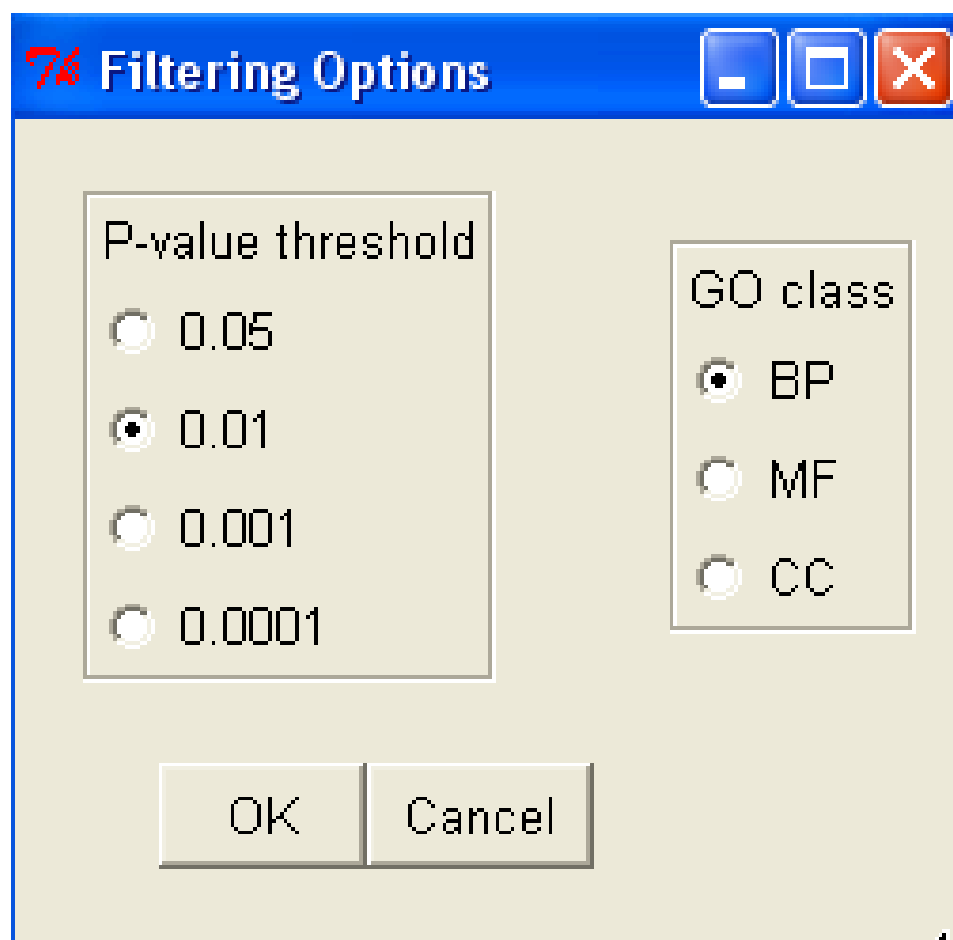 Filtering Options
P-value threshold
0.05
0.01
0.001
0.0001
GO class
BP
MF
CC
OK
Cancel